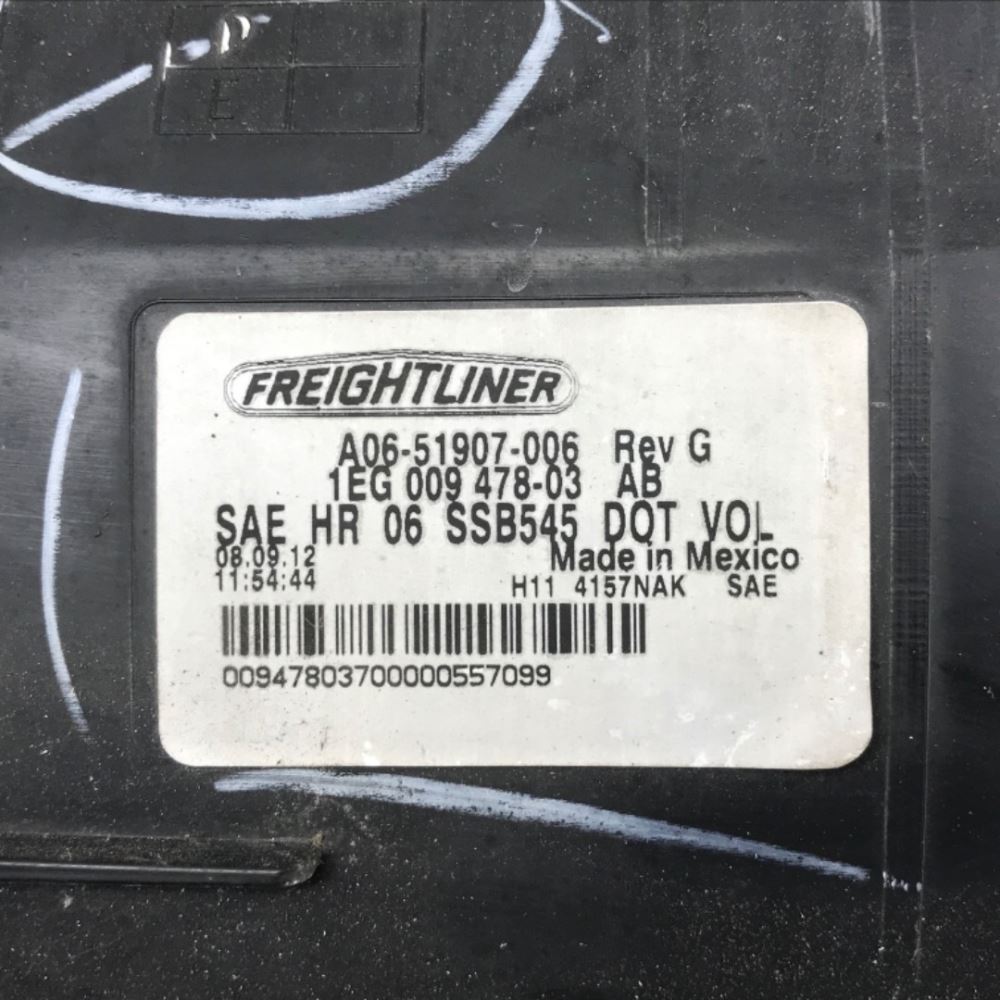 E
FREIGHTLINER
A06-51907-006 Rev G
1EG 009 478-03 AB
SAE HR 06 SSB545 DOT VOL
08.09.12 Made in Mexico
11:54:44 H11 4157NAK SAE
00947803700000557099